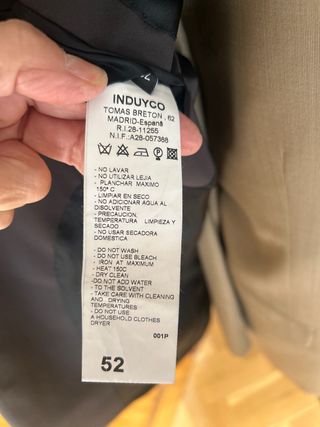 INDUYCO
TOMAS BRETON 62
MADRID-Espanã
R.I.28-11255
N.I.F.:A28-057366
- NO LAVAR
- NO UTILIZAR LEJIA
- PLANCHAR MAXIMO
150º C
- LIMPIAR EN SECO
- NO ADICIONAR AGUA AL
DISOLVENTE
- PRECAUCION,
TEMPERATURA LIMPIEZA Y
SECADO
- NO USAR SECADORA
DOMESTICA
- DO NOT WASH
- DO NOT USE BLEACH
- IRON AT MAXIMUM
- HEAT 150C
- DRY CLEAN
-DO NOT ADD WATER
- TO THE SOLVENT
- TAKE CARE WITH CLEANING
- AND DRYING
TEMPERATURES
- DO NOT USE
A HOUSEHOLD CLOTHES
DRYER
001P
52